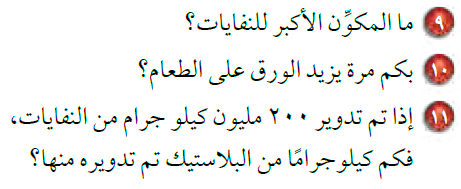 ٩ ما المكوِّن الأكبر للنفايات؟
١٠ بكم مرة يزيد الورق على الطعام؟
١١ إذا تم تدوير ٢٠٠ مليون كيلو جرام من النفايات،
فكم كيلوجرامًا من البلاستيك تم تدويره منها؟